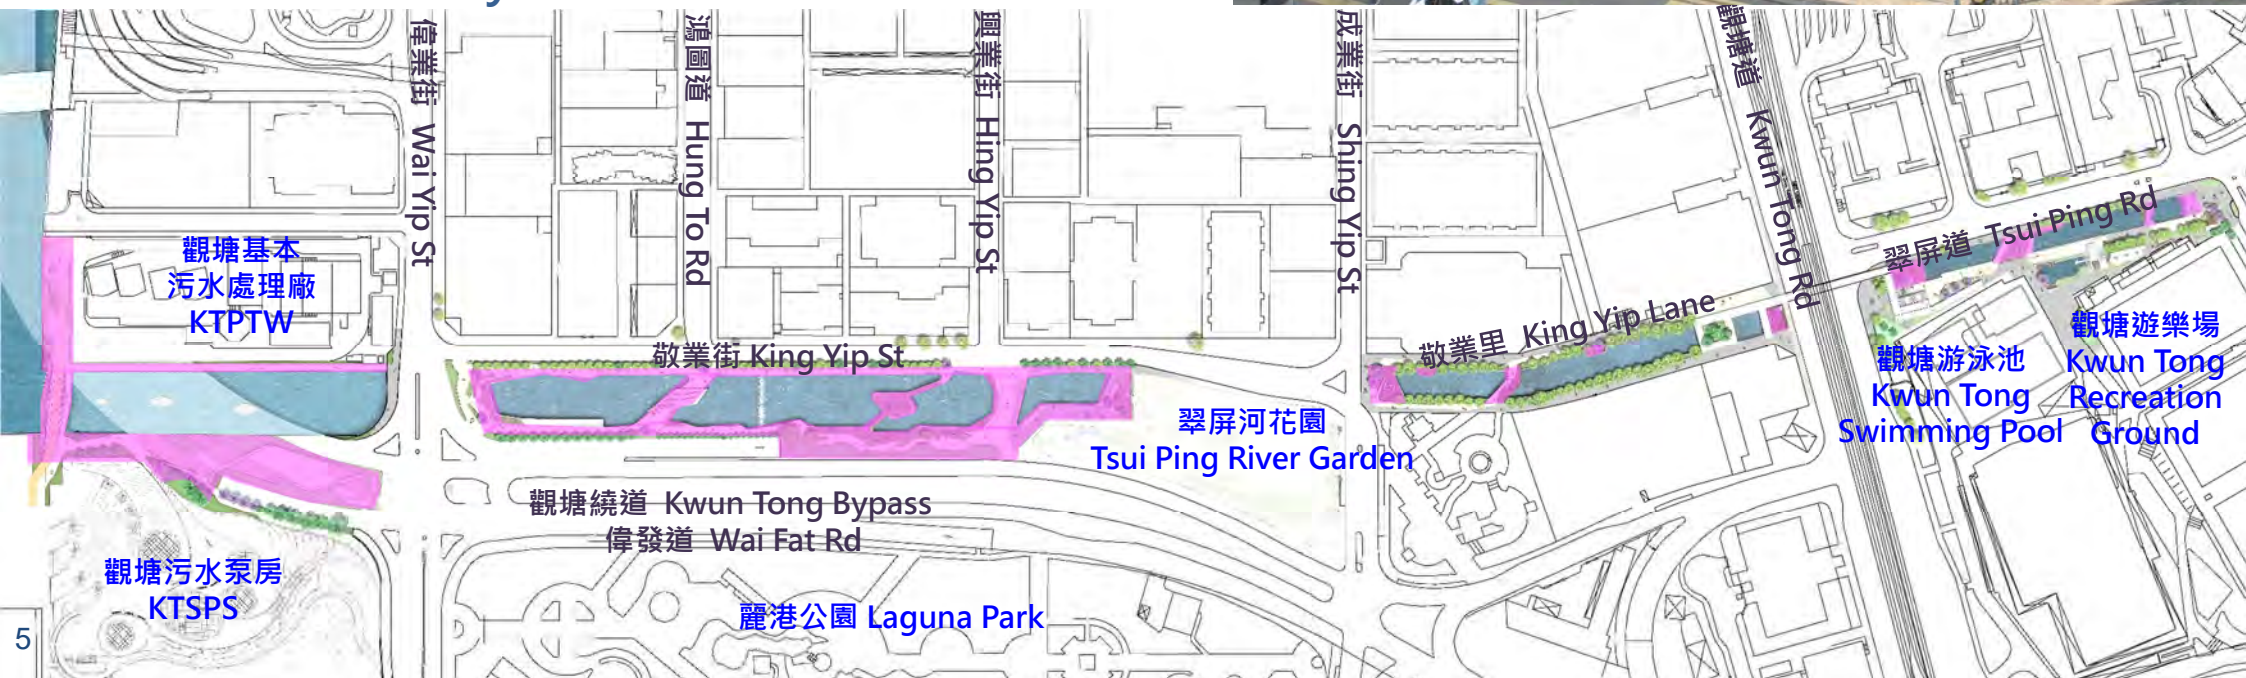 偉業街 Wai Yip St
鴻圖道 Hung To Rd
興業街 Hing Yip St
成業街 Shing Yip St
觀塘道 Kwun Tong Rd
翠屏道 Tsui Ping Rd
觀塘基本
污水處理廠
KTPTW
敬業街 King Yip St
敬業里 King Yip Lane
觀塘游泳池
Kwun Tong
Swimming Pool
觀塘遊樂場
Kwun Tong
Recreation
Ground
翠屏河花園
Tsui Ping River Garden
觀塘繞道 Kwun Tong Bypass
偉發道 Wai Fat Rd
觀塘污水泵房
KTSPS
麗港公園 Laguna Park
5